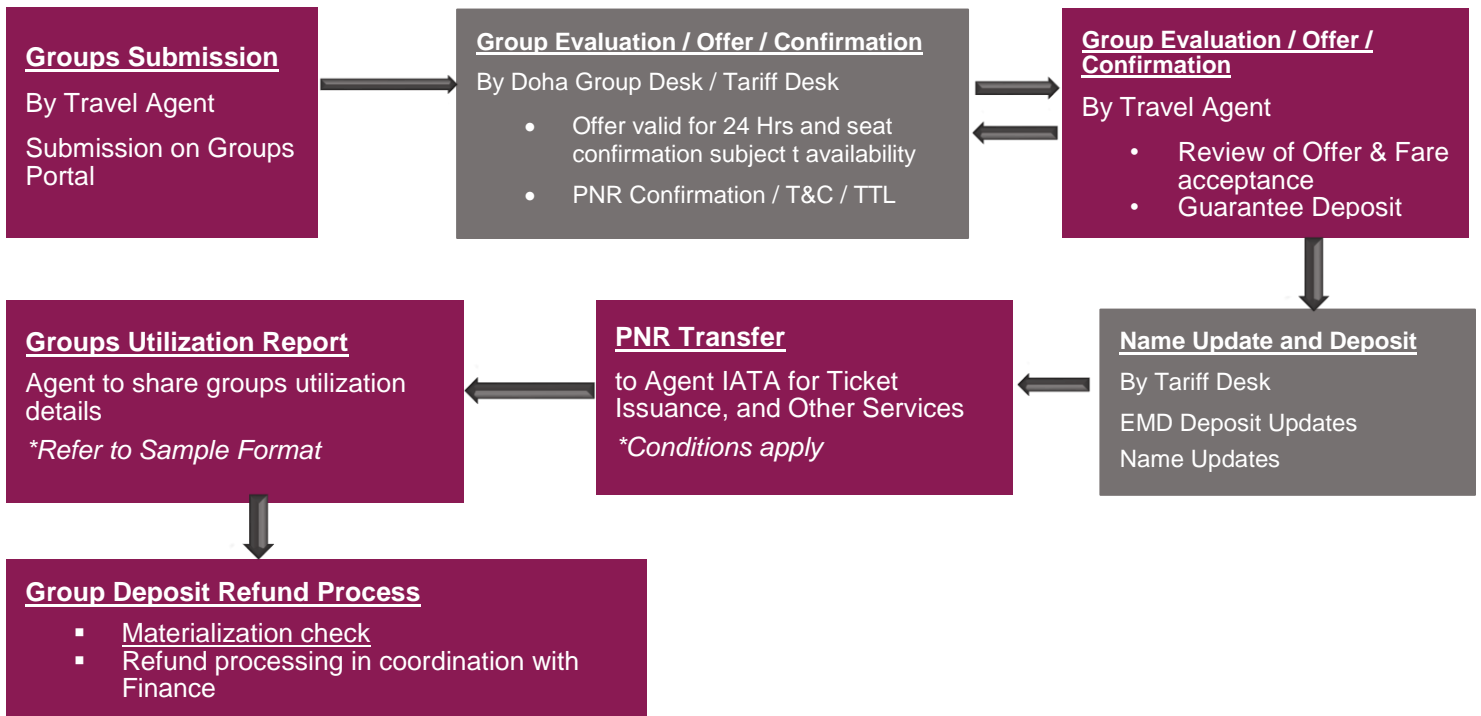 Groups Submission
By Travel Agent
Submission on Groups
Portal
Group Evaluation / Offer / Confirmation
By Doha Group Desk / Tariff Desk
• Offer valid for 24 Hrs and seat
confirmation subject t availability
• PNR Confirmation / T&C / TTL
Group Evaluation / Offer /
Confirmation
By Travel Agent
• Review of Offer & Fare
acceptance
• Guarantee Deposit
Name Update and Deposit
By Tariff Desk
EMD Deposit Updates
Name Updates
PNR Transfer
to Agent IATA for Ticket
Issuance, and Other Services
*Conditions apply
Groups Utilization Report
Agent to share groups utilization
details
*Refer to Sample Format
Group Deposit Refund Process
▪ Materialization check
▪ Refund processing in coordination with
Finance